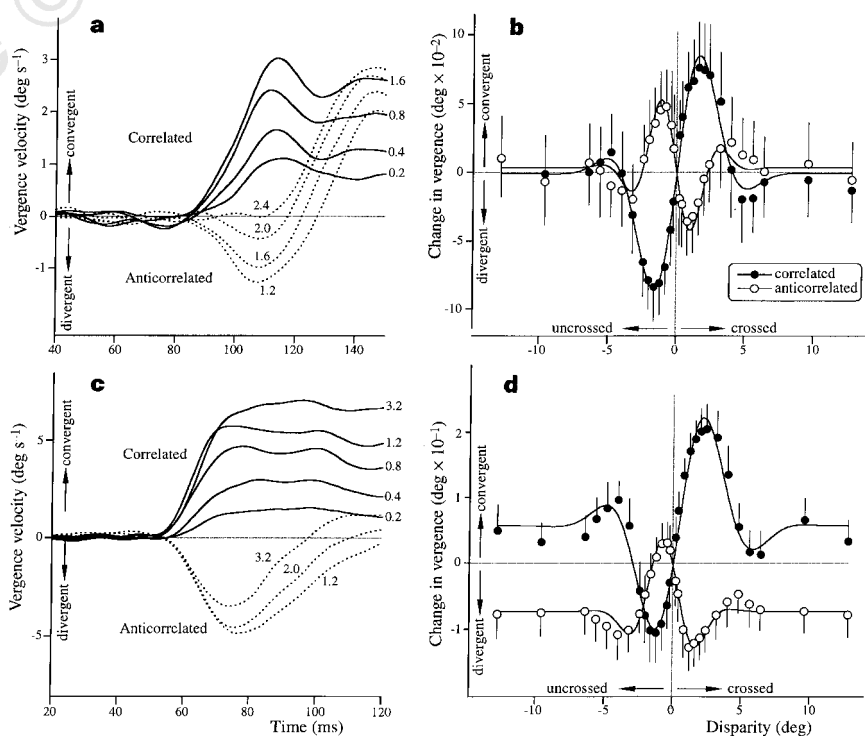 a
Vergence velocity (deg s⁻¹)
convergent
divergent
3
2
1
0
-1
Correlated
Anticorrelated
1.6
0.8
0.4
0.2
2.4
2.0
1.6
1.2
40 60 80 100 120 140
b
Change in vergence (deg × 10⁻²)
convergent
divergent
10
5
0
-5
-10
correlated
anticorrelated
uncrossed crossed
-10 -5 0 5 10
c
Vergence velocity (deg s⁻¹)
convergent
divergent
5
0
-5
Correlated
Anticorrelated
3.2
1.2
0.8
0.4
0.2
3.2
2.0
1.2
20 40 60 80 100 120
Time (ms)
d
Change in vergence (deg × 10⁻¹)
convergent
divergent
2
1
0
-1
uncrossed crossed
-10 -5 0 5 10
Disparity (deg)